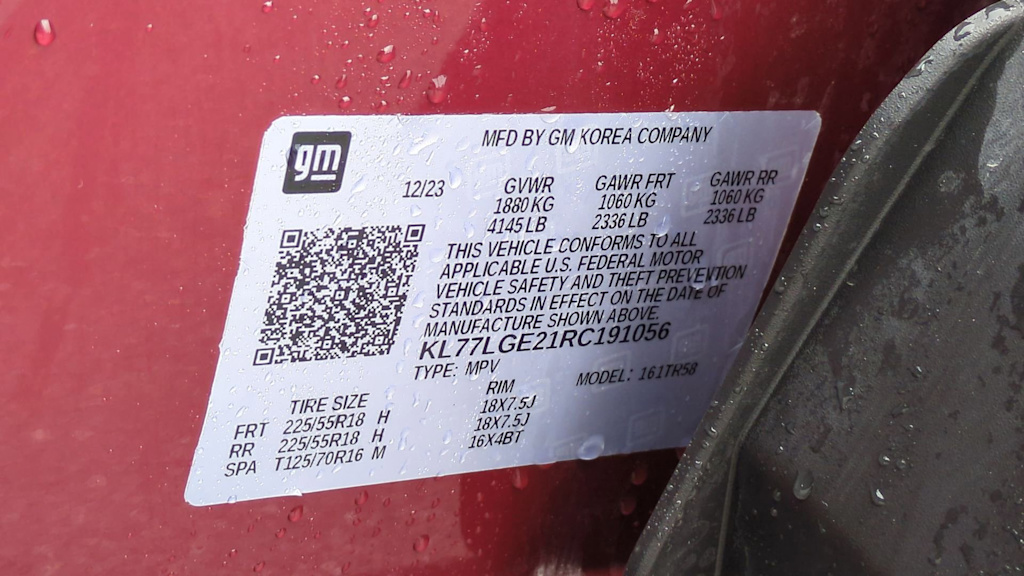 gm
MFD BY GM KOREA COMPANY
12/23 GVWR GAWR FRT GAWR RR
1880 KG 1060 KG 1060 KG
4145 LB 2336 LB 2336 LB
THIS VEHICLE CONFORMS TO ALL
APPLICABLE U.S. FEDERAL MOTOR
VEHICLE SAFETY AND THEFT PREVENTION
STANDARDS IN EFFECT ON THE DATE OF
MANUFACTURE SHOWN ABOVE.
KL77LGE21RC191056
TYPE: MPV MODEL: 161TR58
TIRE SIZE RIM
FRT 225/55R18 H 18X7.5J
RR 225/55R18 H 18X7.5J
SPA T125/70R16 M 16X4BT